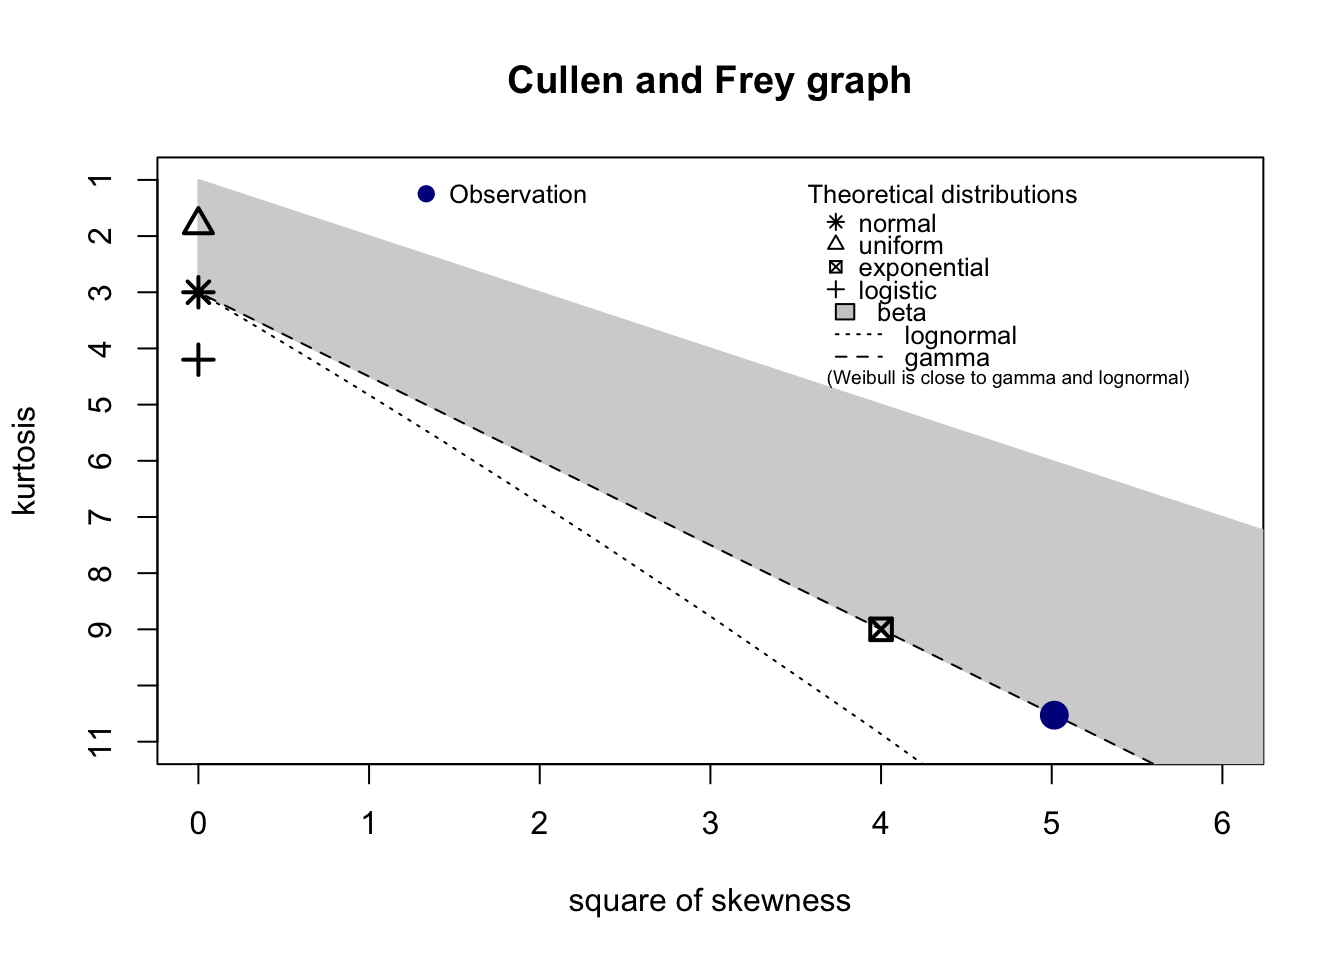 Cullen and Frey graph
Observation
Theoretical distributions
normal
uniform
exponential
logistic
beta
lognormal
gamma
(Weibull is close to gamma and lognormal)
kurtosis
1
2
3
4
5
6
7
8
9
11
0 1 2 3 4 5 6
square of skewness